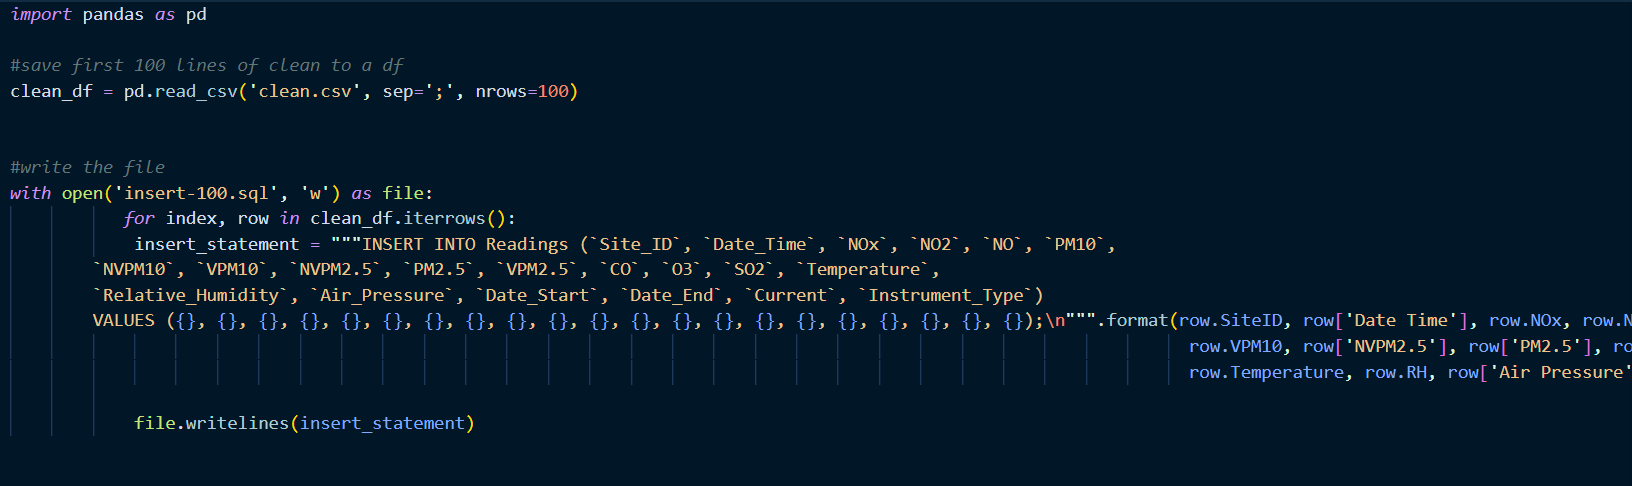 import pandas as pd
#save first 100 lines of clean to a df
clean_df = pd.read_csv('clean.csv', sep=';', nrows=100)
#write the file
with open('insert-100.sql', 'w') as file:
for index, row in clean_df.iterrows():
insert_statement = """INSERT INTO Readings (`Site_ID`, `Date_Time`, `NOx`, `NO2`, `NO`, `PM10`,
`NVPM10`, `VPM10`, `NVPM2.5`, `PM2.5`, `VPM2.5`, `CO`, `O3`, `SO2`, `Temperature`,
`Relative_Humidity`, `Air_Pressure`, `Date_Start`, `Date_End`, `Current`, `Instrument_Type`)
VALUES ({}, {}, {}, {}, {}, {}, {}, {}, {}, {}, {}, {}, {}, {}, {}, {}, {}, {}, {}, {}, {});\n""".format(row.SiteID, row['Date Time'], row.NOx, row.N
row.VPM10, row['NVPM2.5'], row['PM2.5'], ro
row.Temperature, row.RH, row['Air Pressure'
file.writelines(insert_statement)